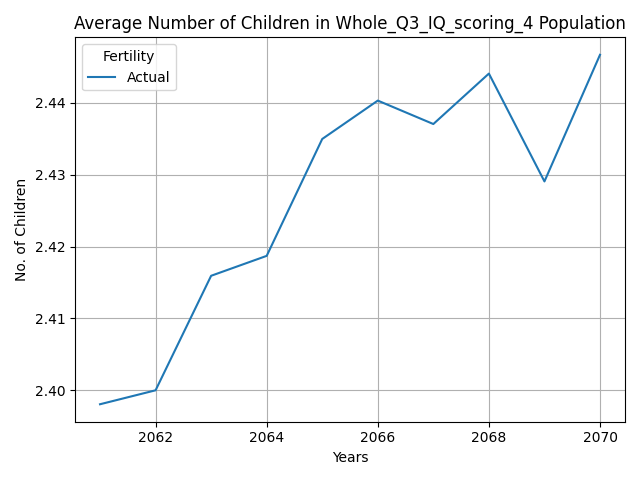 Average Number of Children in Whole_Q3_IQ_scoring_4 Population
Fertility
Actual
No. of Children
2.44
2.43
2.42
2.41
2.40
2062 2064 2066 2068 2070
Years